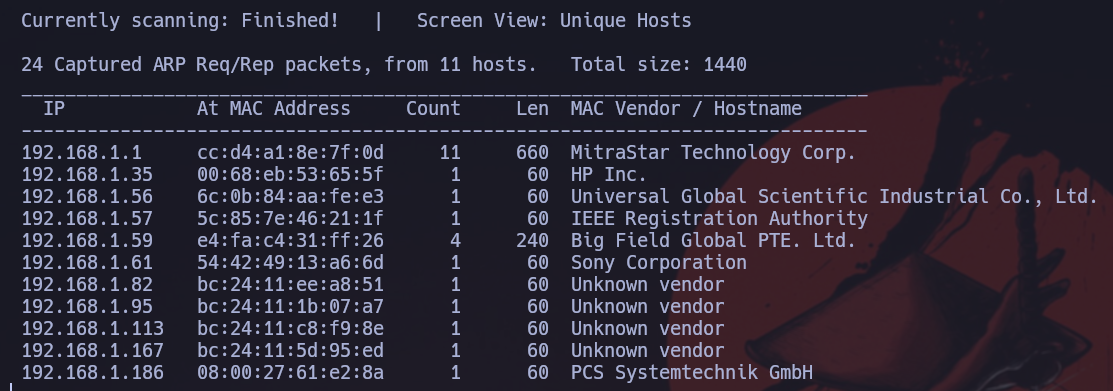 Currently scanning: Finished!   |   Screen View: Unique Hosts
24 Captured ARP Req/Rep packets, from 11 hosts.   Total size: 1440
_____________________________________________________________________________
IP            At MAC Address     Count     Len  MAC Vendor / Hostname
-----------------------------------------------------------------------------
192.168.1.1     cc:d4:a1:8e:7f:0d     11     660  MitraStar Technology Corp.
192.168.1.35    00:68:eb:53:65:5f      1      60  HP Inc.
192.168.1.56    6c:0b:84:aa:fe:e3      1      60  Universal Global Scientific Industrial Co., Ltd.
192.168.1.57    5c:85:7e:46:21:1f      1      60  IEEE Registration Authority
192.168.1.59    e4:fa:c4:31:ff:26      4     240  Big Field Global PTE. Ltd.
192.168.1.61    54:42:49:13:a6:6d      1      60  Sony Corporation
192.168.1.82    bc:24:11:ee:a8:51      1      60  Unknown vendor
192.168.1.95    bc:24:11:1b:07:a7      1      60  Unknown vendor
192.168.1.113   bc:24:11:c8:f9:8e      1      60  Unknown vendor
192.168.1.167   bc:24:11:5d:95:ed      1      60  Unknown vendor
192.168.1.186   08:00:27:61:e2:8a      1      60  PCS Systemtechnik GmbH